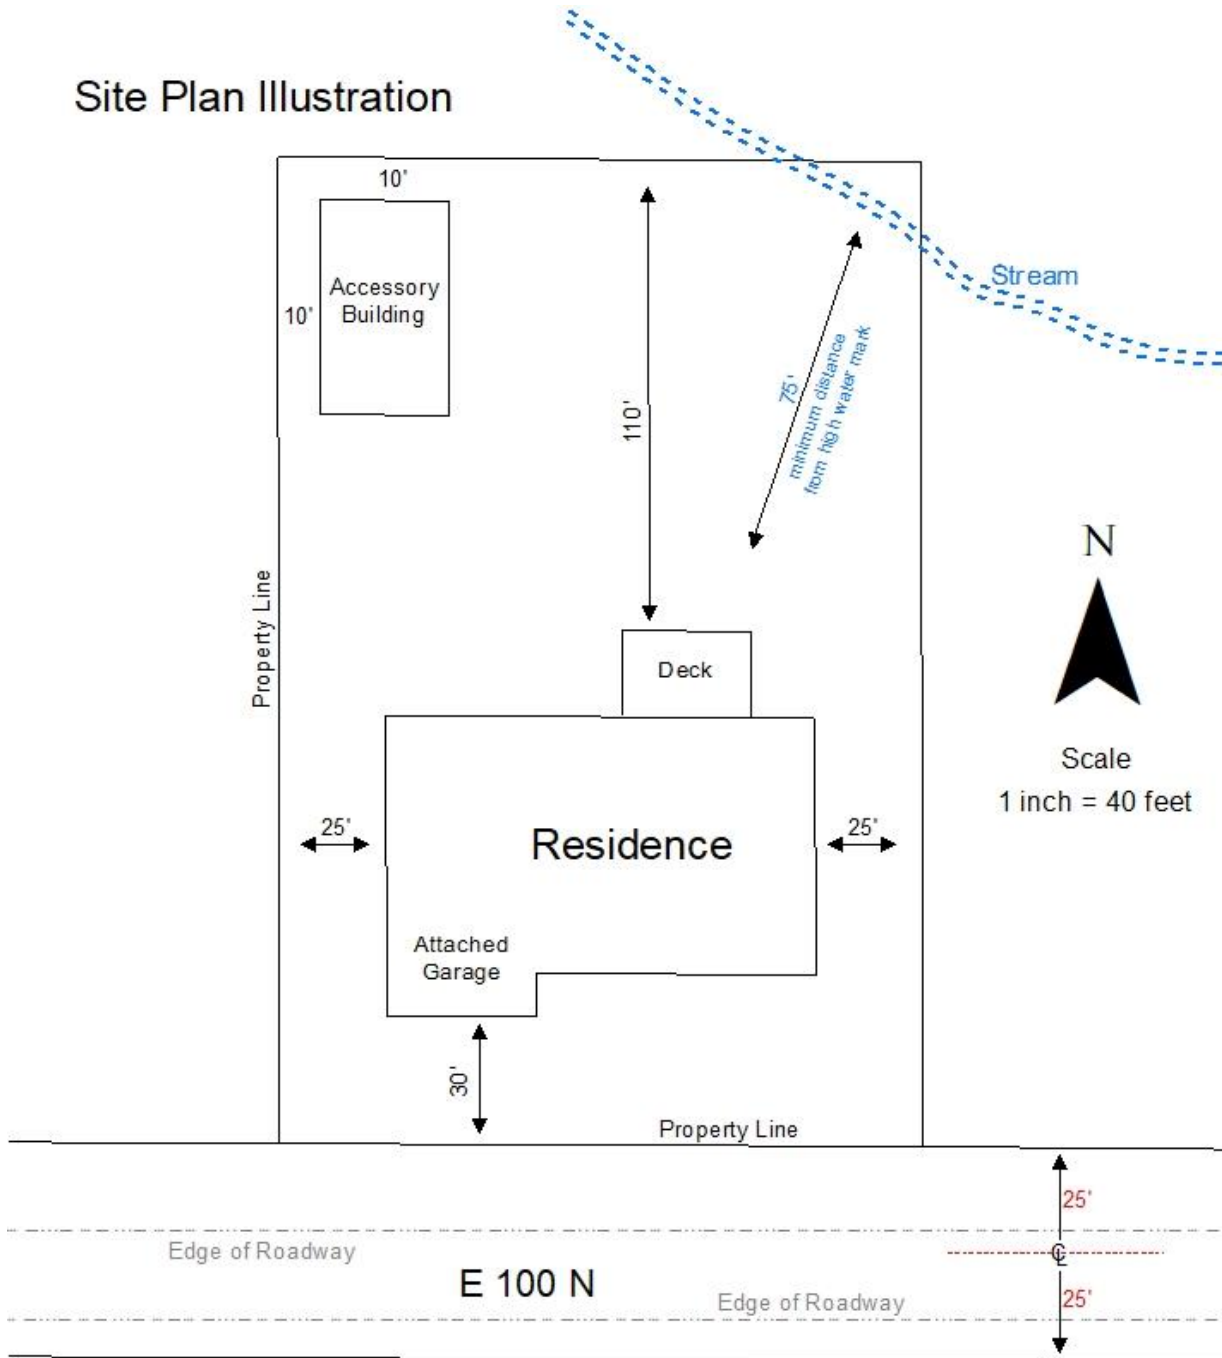 Site Plan Illustration
10'
Accessory
Building
10'
Stream
110'
75'
minimum distance
from high water mark
N
Property Line
Deck
Scale
1 inch = 40 feet
25'
Residence
25'
Attached
Garage
30'
Property Line
25'
Edge of Roadway
CL
E 100 N
Edge of Roadway
25'